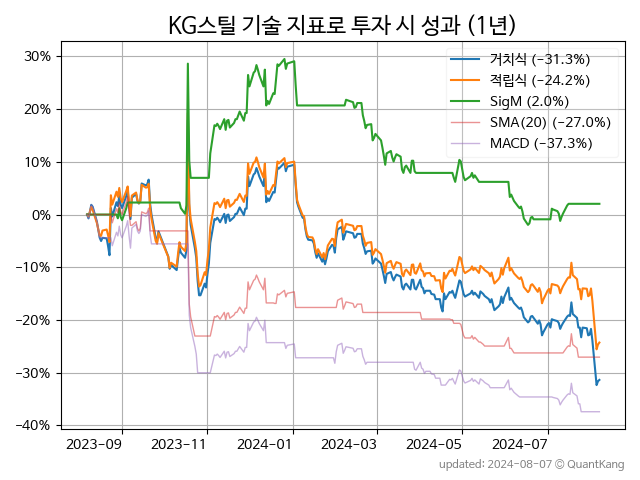 KG스틸 기술 지표로 투자 시 성과 (1년)
거치식 (−31.3%)
적립식 (−24.2%)
SigM (2.0%)
SMA(20) (−27.0%)
MACD (−37.3%)
30%
20%
10%
0%
−10%
−20%
−30%
−40%
2023-09 2023-11 2024-01 2024-03 2024-05 2024-07
updated: 2024-08-07 © QuantKang